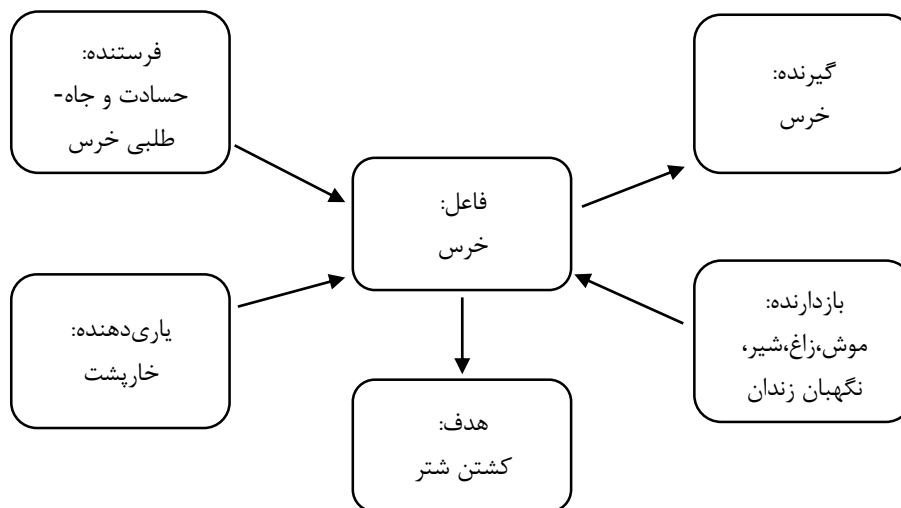 گیرنده:
خرس
فرستنده:
حسادت و جاه-
طلبی خرس
فاعل:
خرس
بازدارنده:
موش،زاغ،شیر،
نگهبان زندان
یاری‌دهنده:
خارپشت
هدف:
کشتن شتر